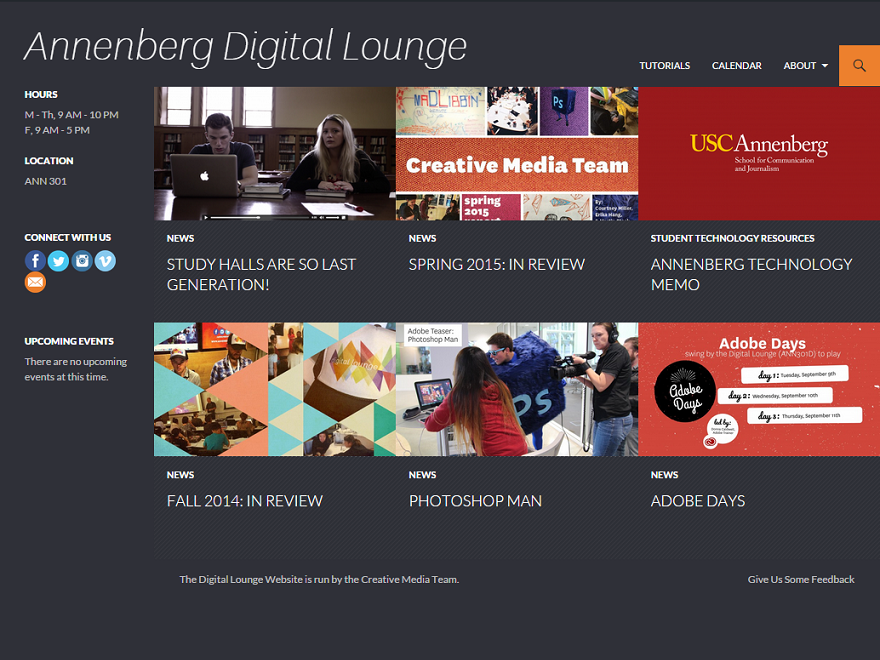 Annenberg Digital Lounge
TUTORIALS
CALENDAR
ABOUT
HOURS
M - Th, 9 AM - 10 PM
F, 9 AM - 5 PM
LOCATION
ANN 301
CONNECT WITH US
UPCOMING EVENTS
There are no upcoming
events at this time.
MADLIBBIN'
Ps
Creative Media Team
spring
2015
By:
Courtney Miller,
USC Annenberg
School for Communication
and Journalism
NEWS
STUDY HALLS ARE SO LAST
GENERATION!
NEWS
SPRING 2015: IN REVIEW
STUDENT TECHNOLOGY RESOURCES
ANNENBERG TECHNOLOGY
MEMO
digital lounge
Adobe Teaser:
Photoshop Man
PS
Adobe Days
swing by the Digital Lounge (ANN301D) to play
Adobe
Days
day 1: Tuesday, September 9th
day 2: Wednesday, September 10th
day 3: Thursday, September 11th
led by:
NEWS
FALL 2014: IN REVIEW
NEWS
PHOTOSHOP MAN
NEWS
ADOBE DAYS
The Digital Lounge Website is run by the Creative Media Team.
Give Us Some Feedback